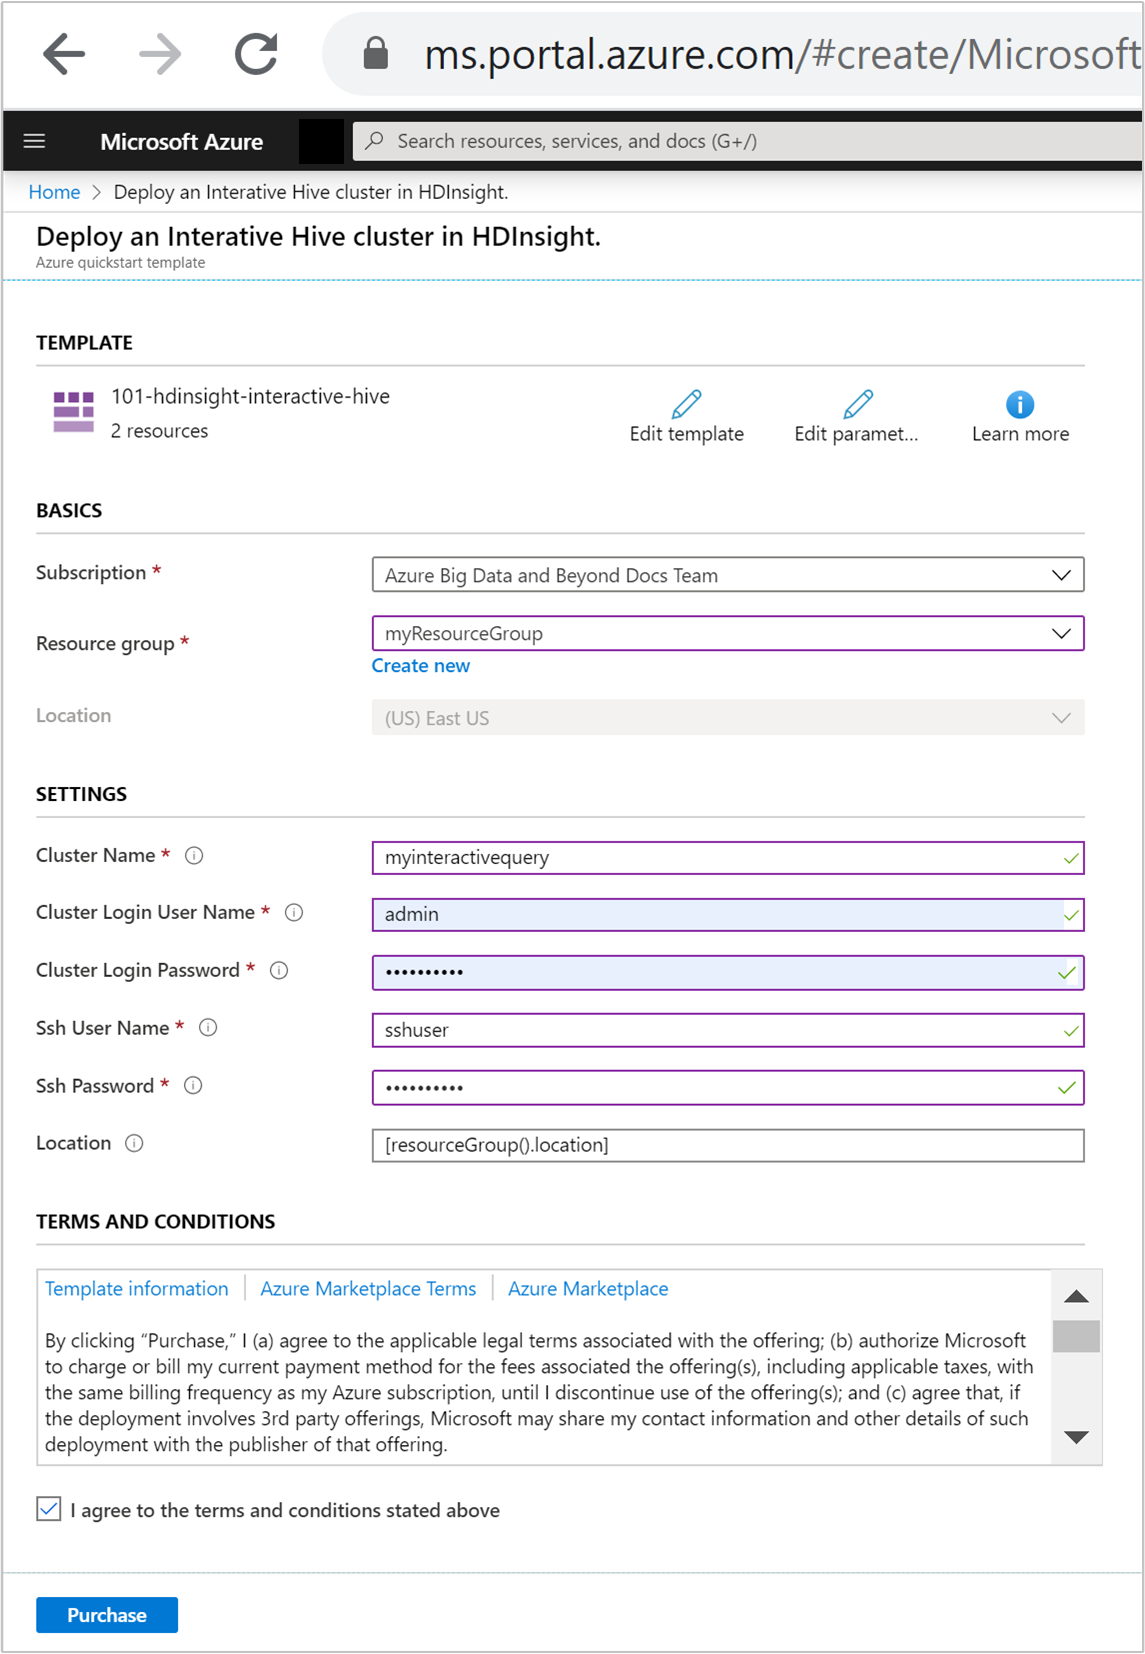 ms.portal.azure.com/#create/Microsoft
Microsoft Azure
Search resources, services, and docs (G+/)
Home > Deploy an Interative Hive cluster in HDInsight.
Deploy an Interative Hive cluster in HDInsight.
Azure quickstart template
TEMPLATE
101-hdinsight-interactive-hive
2 resources
Edit template
Edit paramet...
Learn more
BASICS
Subscription *
Azure Big Data and Beyond Docs Team
Resource group *
myResourceGroup
Create new
Location
(US) East US
SETTINGS
Cluster Name *
myinteractivequery
Cluster Login User Name *
admin
Cluster Login Password *
••••••••••
Ssh User Name *
sshuser
Ssh Password *
••••••••••
Location
[resourceGroup().location]
TERMS AND CONDITIONS
Template information | Azure Marketplace Terms | Azure Marketplace
By clicking “Purchase,” I (a) agree to the applicable legal terms associated with the offering; (b) authorize Microsoft
to charge or bill my current payment method for the fees associated the offering(s), including applicable taxes, with
the same billing frequency as my Azure subscription, until I discontinue use of the offering(s); and (c) agree that, if
the deployment involves 3rd party offerings, Microsoft may share my contact information and other details of such
deployment with the publisher of that offering.
I agree to the terms and conditions stated above
Purchase